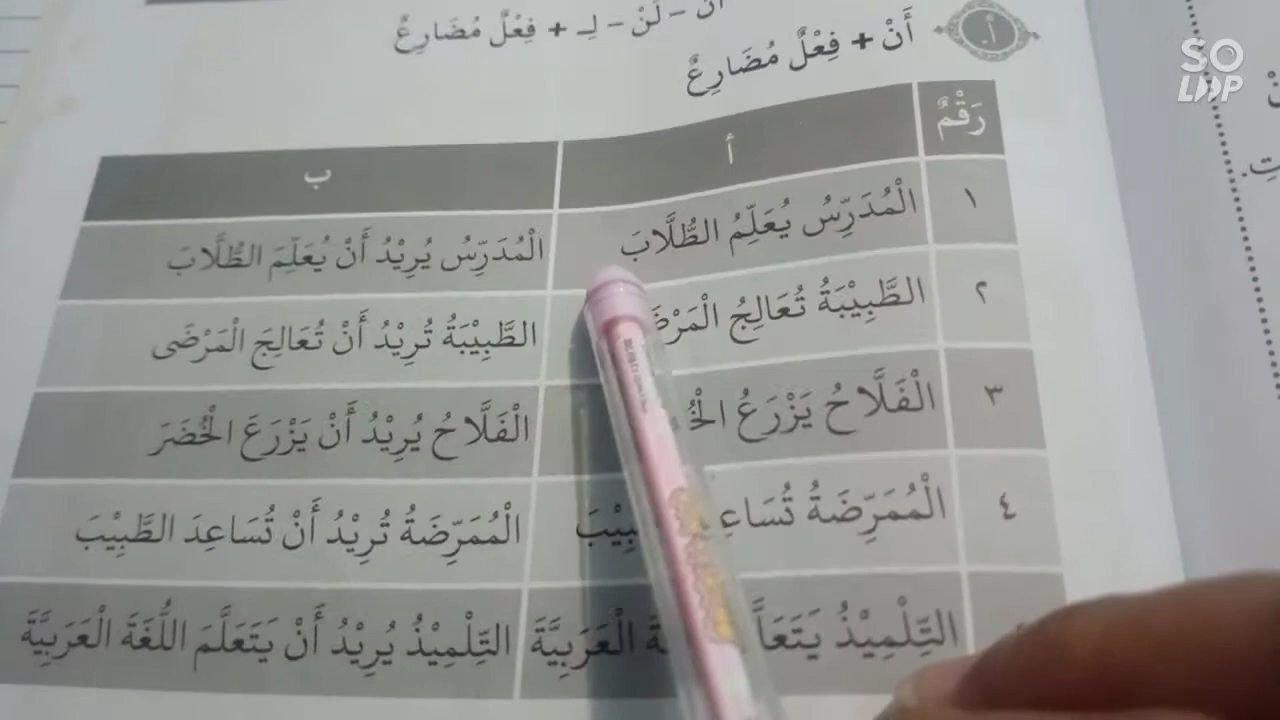 أَنْ - لَنْ - لِـ + فِعْلٌ مُضَارِعٌ
أ.
أَنْ + فِعْلٌ مُضَارِعٌ
SO
LOOP
رَقْمٌ أ ب
١ الْمُدَرِّسُ يُعَلِّمُ الطُّلَّابَ الْمُدَرِّسُ يُرِيْدُ أَنْ يُعَلِّمَ الطُّلَّابَ
٢ الطَّبِيْبَةُ تُعَالِجُ الطَّبِيْبَةُ تُرِيْدُ أَنْ تُعَالِجَ الْمَرْضَى
٣ الْفَلَّاحُ يَزْرَعُ الْفَلَّاحُ يُرِيْدُ أَنْ يَزْرَعَ الْخُضَرَ
٤ الْمُمَرِّضَةُ الْمُمَرِّضَةُ تُرِيْدُ أَنْ تُسَاعِدَ الطَّبِيْبَ
التِّلْمِيْذُ الْعَرَبِيَّةَ التِّلْمِيْذُ يُرِيْدُ أَنْ يَتَعَلَّمَ اللُّغَةَ الْعَرَبِيَّةَ